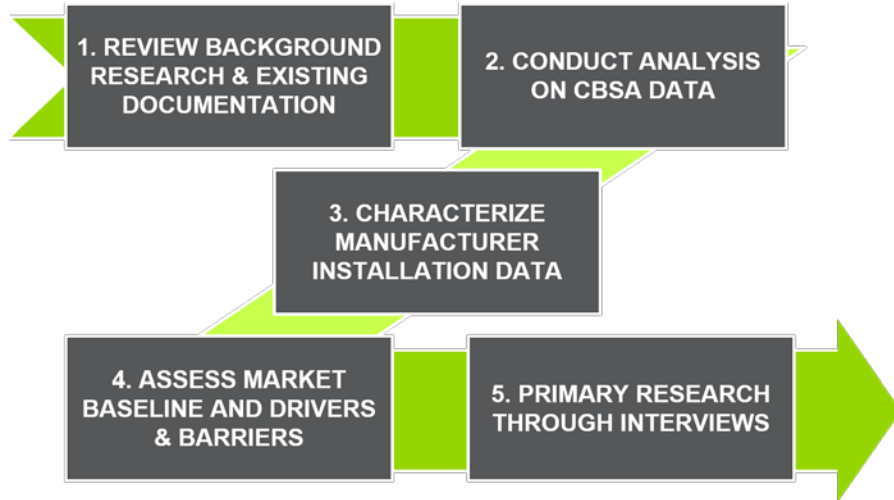 1. REVIEW BACKGROUND
RESEARCH & EXISTING
DOCUMENTATION
2. CONDUCT ANALYSIS
ON CBSA DATA
3. CHARACTERIZE
MANUFACTURER
INSTALLATION DATA
4. ASSESS MARKET
BASELINE AND DRIVERS
& BARRIERS
5. PRIMARY RESEARCH
THROUGH INTERVIEWS